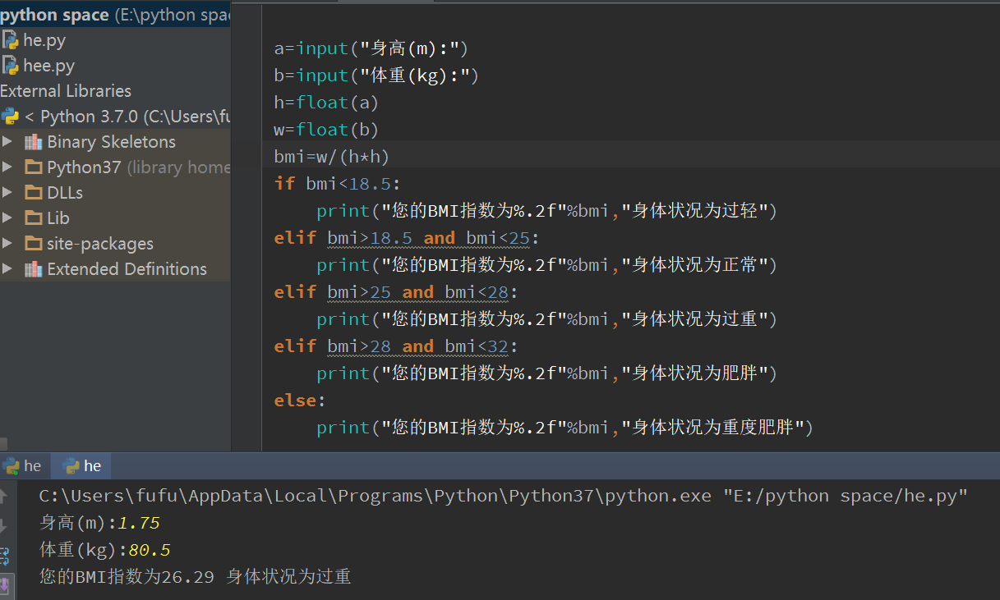 python space (E:\python spac
he.py
hee.py
External Libraries
< Python 3.7.0 (C:\Users\fu
Binary Skeletons
Python37 (library home
DLLs
Lib
site-packages
Extended Definitions
a=input("身高(m):")
b=input("体重(kg):")
h=float(a)
w=float(b)
bmi=w/(h*h)
if bmi<18.5:
    print("您的BMI指数为%.2f"%bmi,"身体状况为过轻")
elif bmi>18.5 and bmi<25:
    print("您的BMI指数为%.2f"%bmi,"身体状况为正常")
elif bmi>25 and bmi<28:
    print("您的BMI指数为%.2f"%bmi,"身体状况为过重")
elif bmi>28 and bmi<32:
    print("您的BMI指数为%.2f"%bmi,"身体状况为肥胖")
else:
    print("您的BMI指数为%.2f"%bmi,"身体状况为重度肥胖")
he he
C:\Users\fufu\AppData\Local\Programs\Python\Python37\python.exe "E:/python space/he.py"
身高(m):1.75
体重(kg):80.5
您的BMI指数为26.29 身体状况为过重